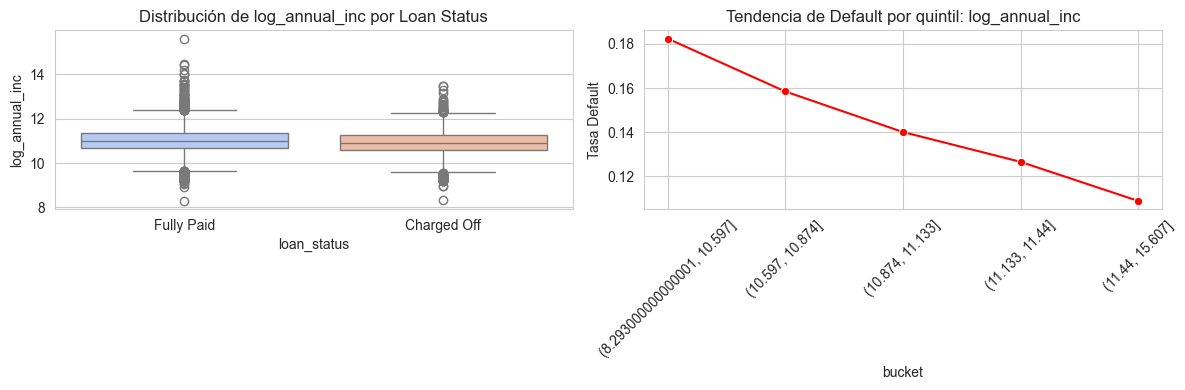 Distribución de log_annual_inc por Loan Status
log_annual_inc
14
12
10
8
Fully Paid
Charged Off
loan_status
Tendencia de Default por quintil: log_annual_inc
Tasa Default
0.18
0.16
0.14
0.12
(8.293000000000001, 10.597]
(10.597, 10.874]
(10.874, 11.133]
(11.133, 11.44]
(11.44, 15.607]
bucket